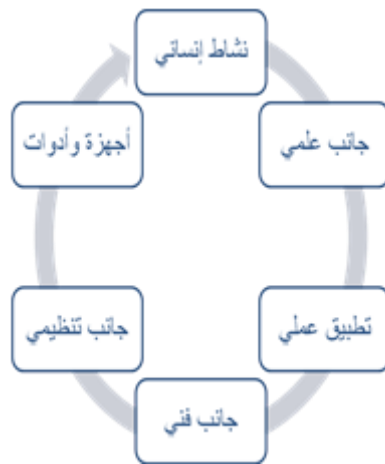 نشاط إنساني
جانب علمي
تطبيق عملي
جانب فني
جانب تنظيمي
أجهزة وأدوات